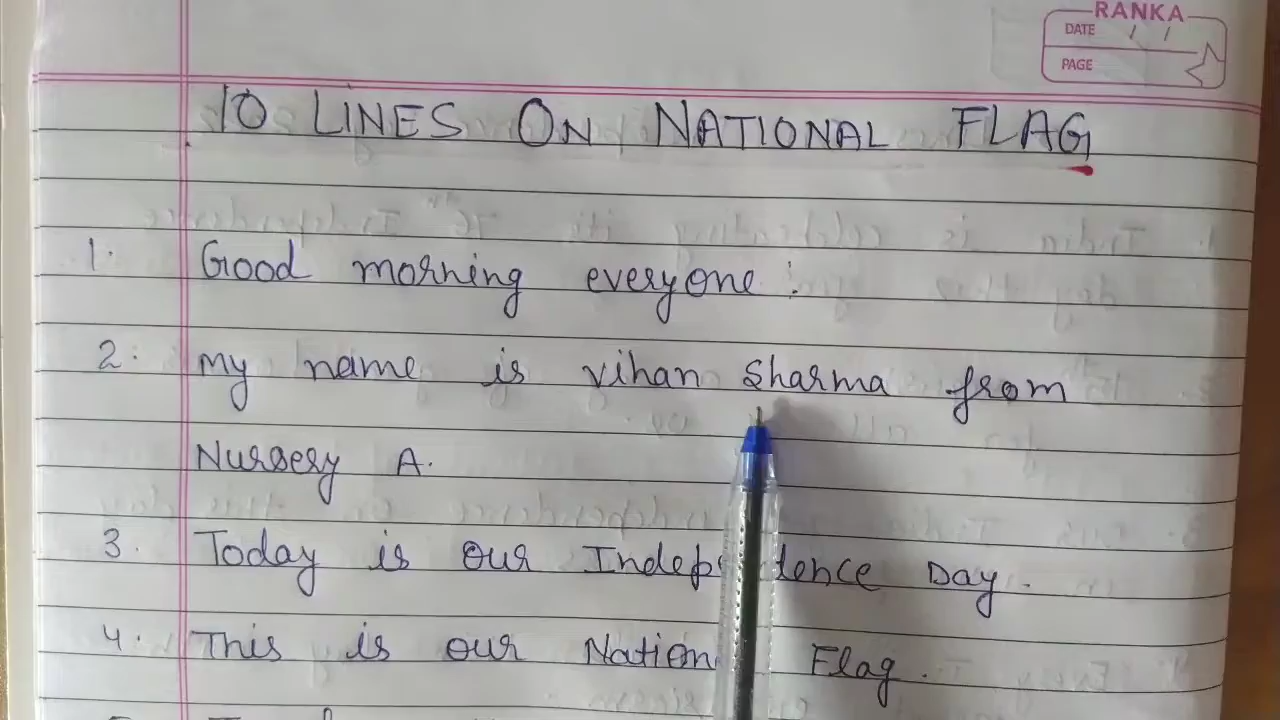 RANKA
DATE / /
PAGE
10 LINES ON NATIONAL FLAG
1. Good morning everyone!
2. My name is Vihan Sharma from
Nursery A.
3. Today is our Independence Day.
4. This is our National Flag.